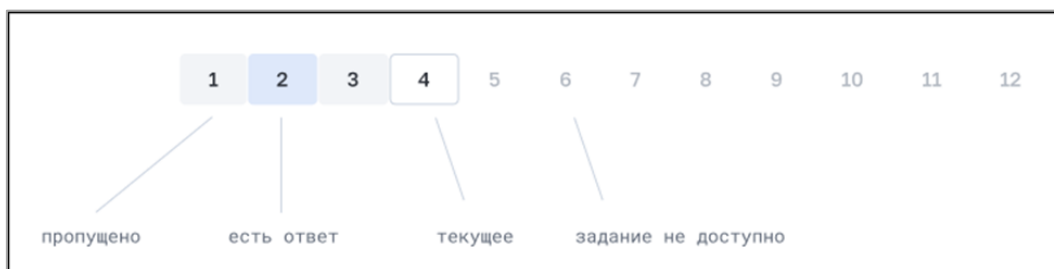 1 2 3 4 5 6 7 8 9 10 11 12
пропущено есть ответ текущее задание не доступно